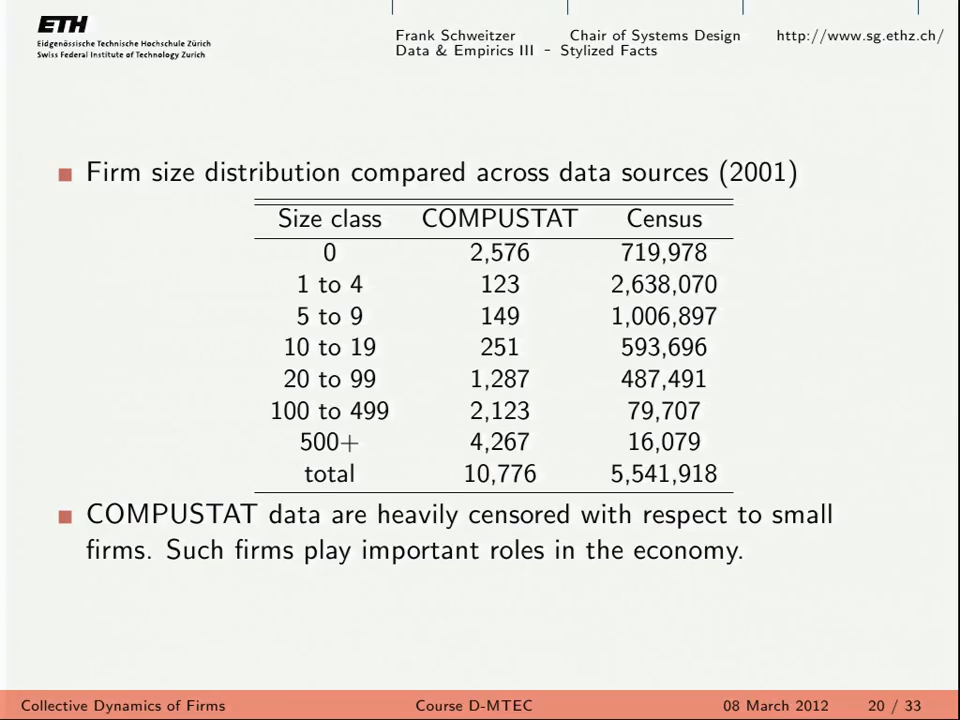 ETH
Eidgenössische Technische Hochschule Zürich
Swiss Federal Institute of Technology Zurich
Frank Schweitzer Chair of Systems Design http://www.sg.ethz.ch/
Data & Empirics III - Stylized Facts
Firm size distribution compared across data sources (2001)
Size class COMPUSTAT Census
0 2,576 719,978
1 to 4 123 2,638,070
5 to 9 149 1,006,897
10 to 19 251 593,696
20 to 99 1,287 487,491
100 to 499 2,123 79,707
500+ 4,267 16,079
total 10,776 5,541,918
COMPUSTAT data are heavily censored with respect to small
firms. Such firms play important roles in the economy.
Collective Dynamics of Firms Course D-MTEC 08 March 2012 20 / 33